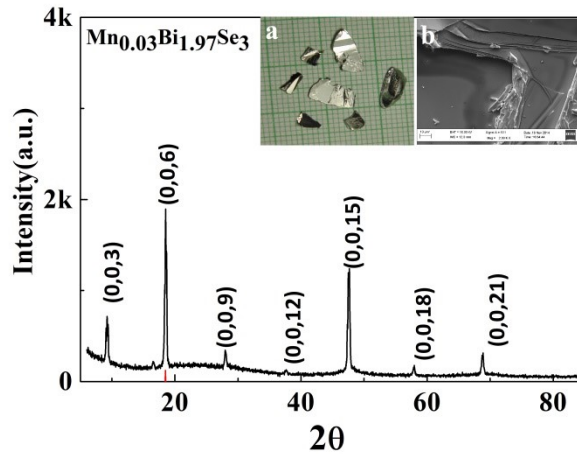 4k
Mn0.03Bi1.97Se3
a
b
2k
0
Intensity(a.u.)
(0,0,3)
(0,0,6)
(0,0,9)
(0,0,12)
(0,0,15)
(0,0,18)
(0,0,21)
20
40
60
80
2θ